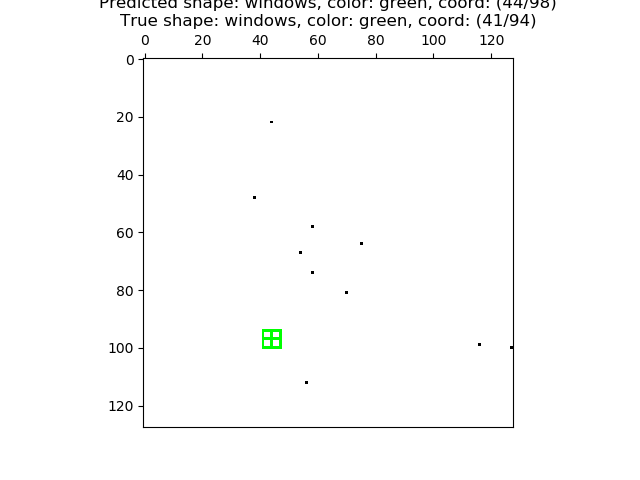 Predicted shape: windows, color: green, coord: (44/98)
True shape: windows, color: green, coord: (41/94)
0 20 40 60 80 100 120
0
20
40
60
80
100
120